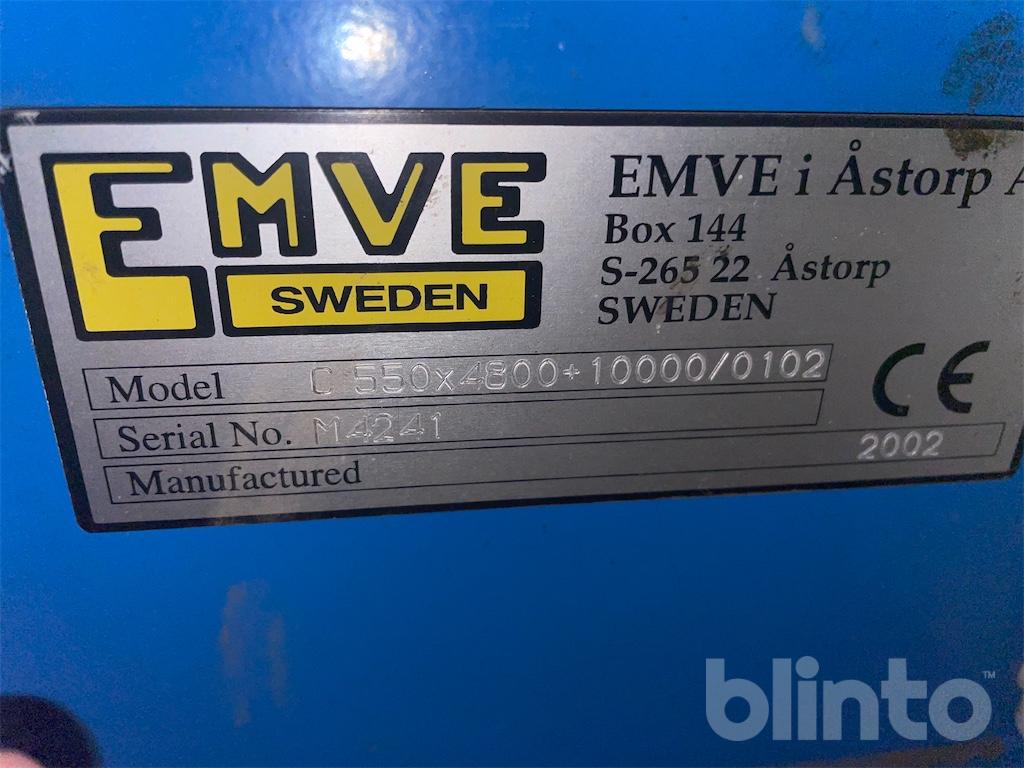 EMVE
SWEDEN
EMVE i Åstorp
Box 144
S-265 22 Åstorp
SWEDEN
Model C 550x4800+10000/0102
Serial No. M4241
Manufactured 2002
CE
blinto™